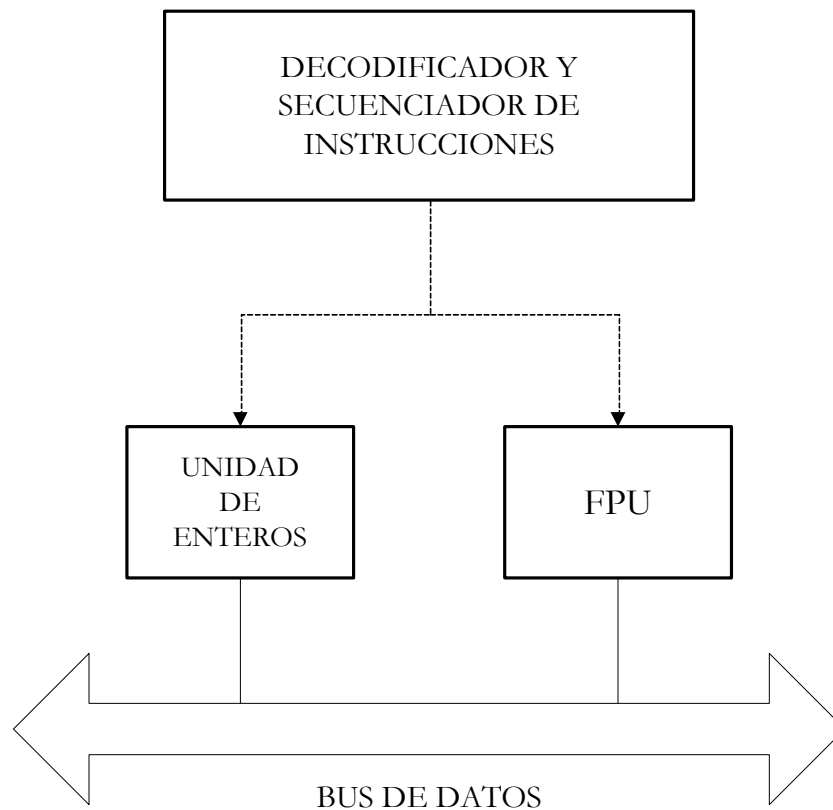 DECODIFICADOR Y
SECUENCIADOR DE
INSTRUCCIONES
UNIDAD
DE
ENTEROS
FPU
BUS DE DATOS